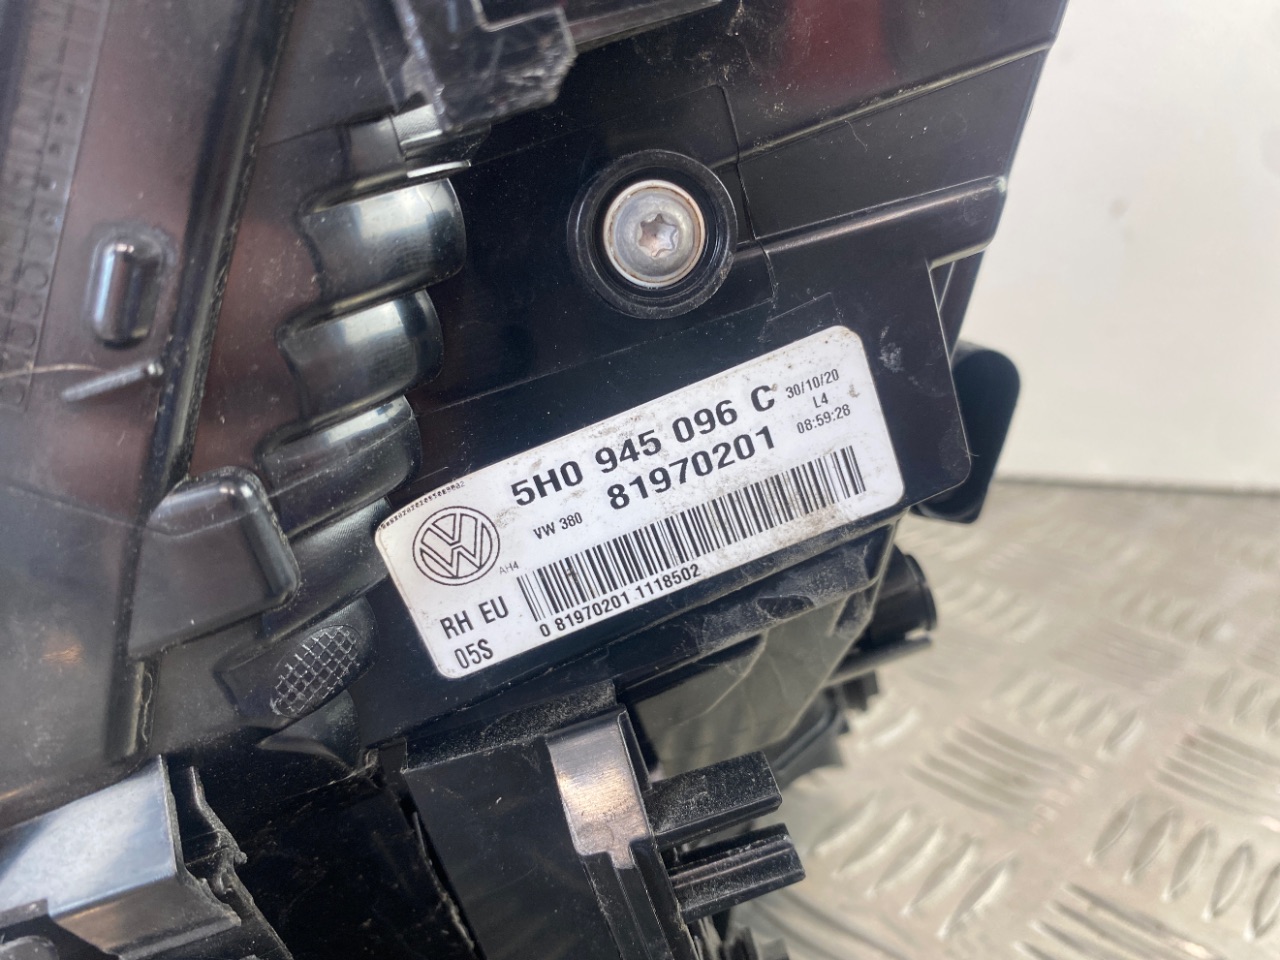 5H0 945 096 C
30/10/20
L4
08:59:28
VW 380
81970201
AH4
RH EU
0 81970201 1118502
05S